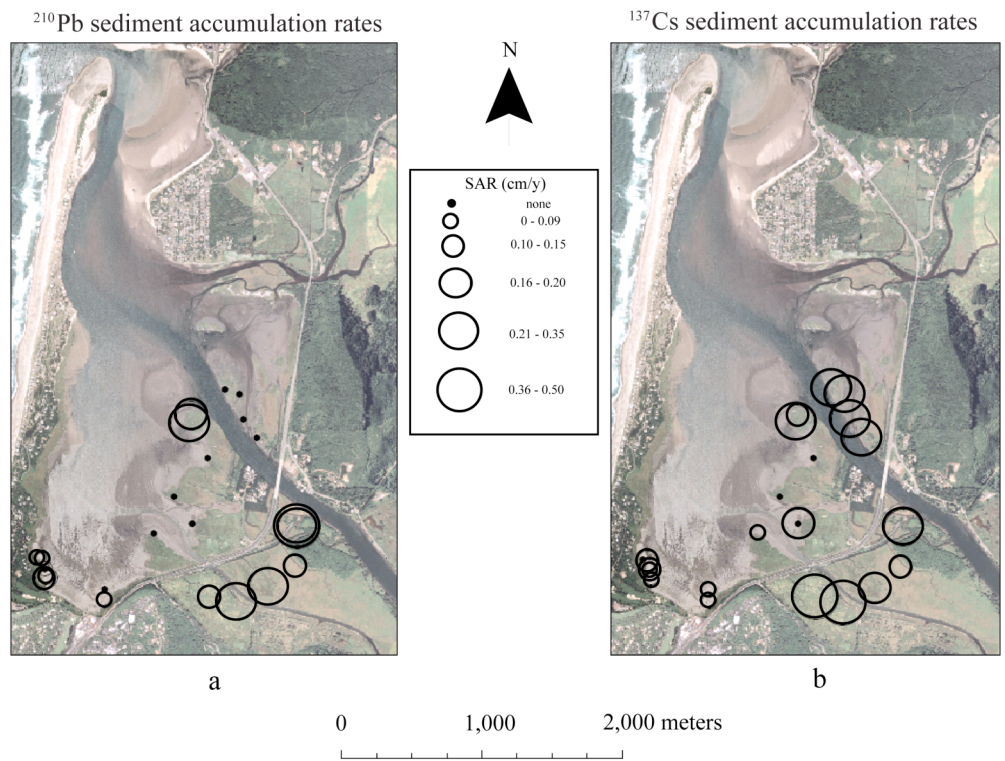 ²¹⁰Pb sediment accumulation rates
¹³⁷Cs sediment accumulation rates
N
SAR (cm/y)
none
0 - 0.09
0.10 - 0.15
0.16 - 0.20
0.21 - 0.35
0.36 - 0.50
a
b
0 1,000 2,000 meters